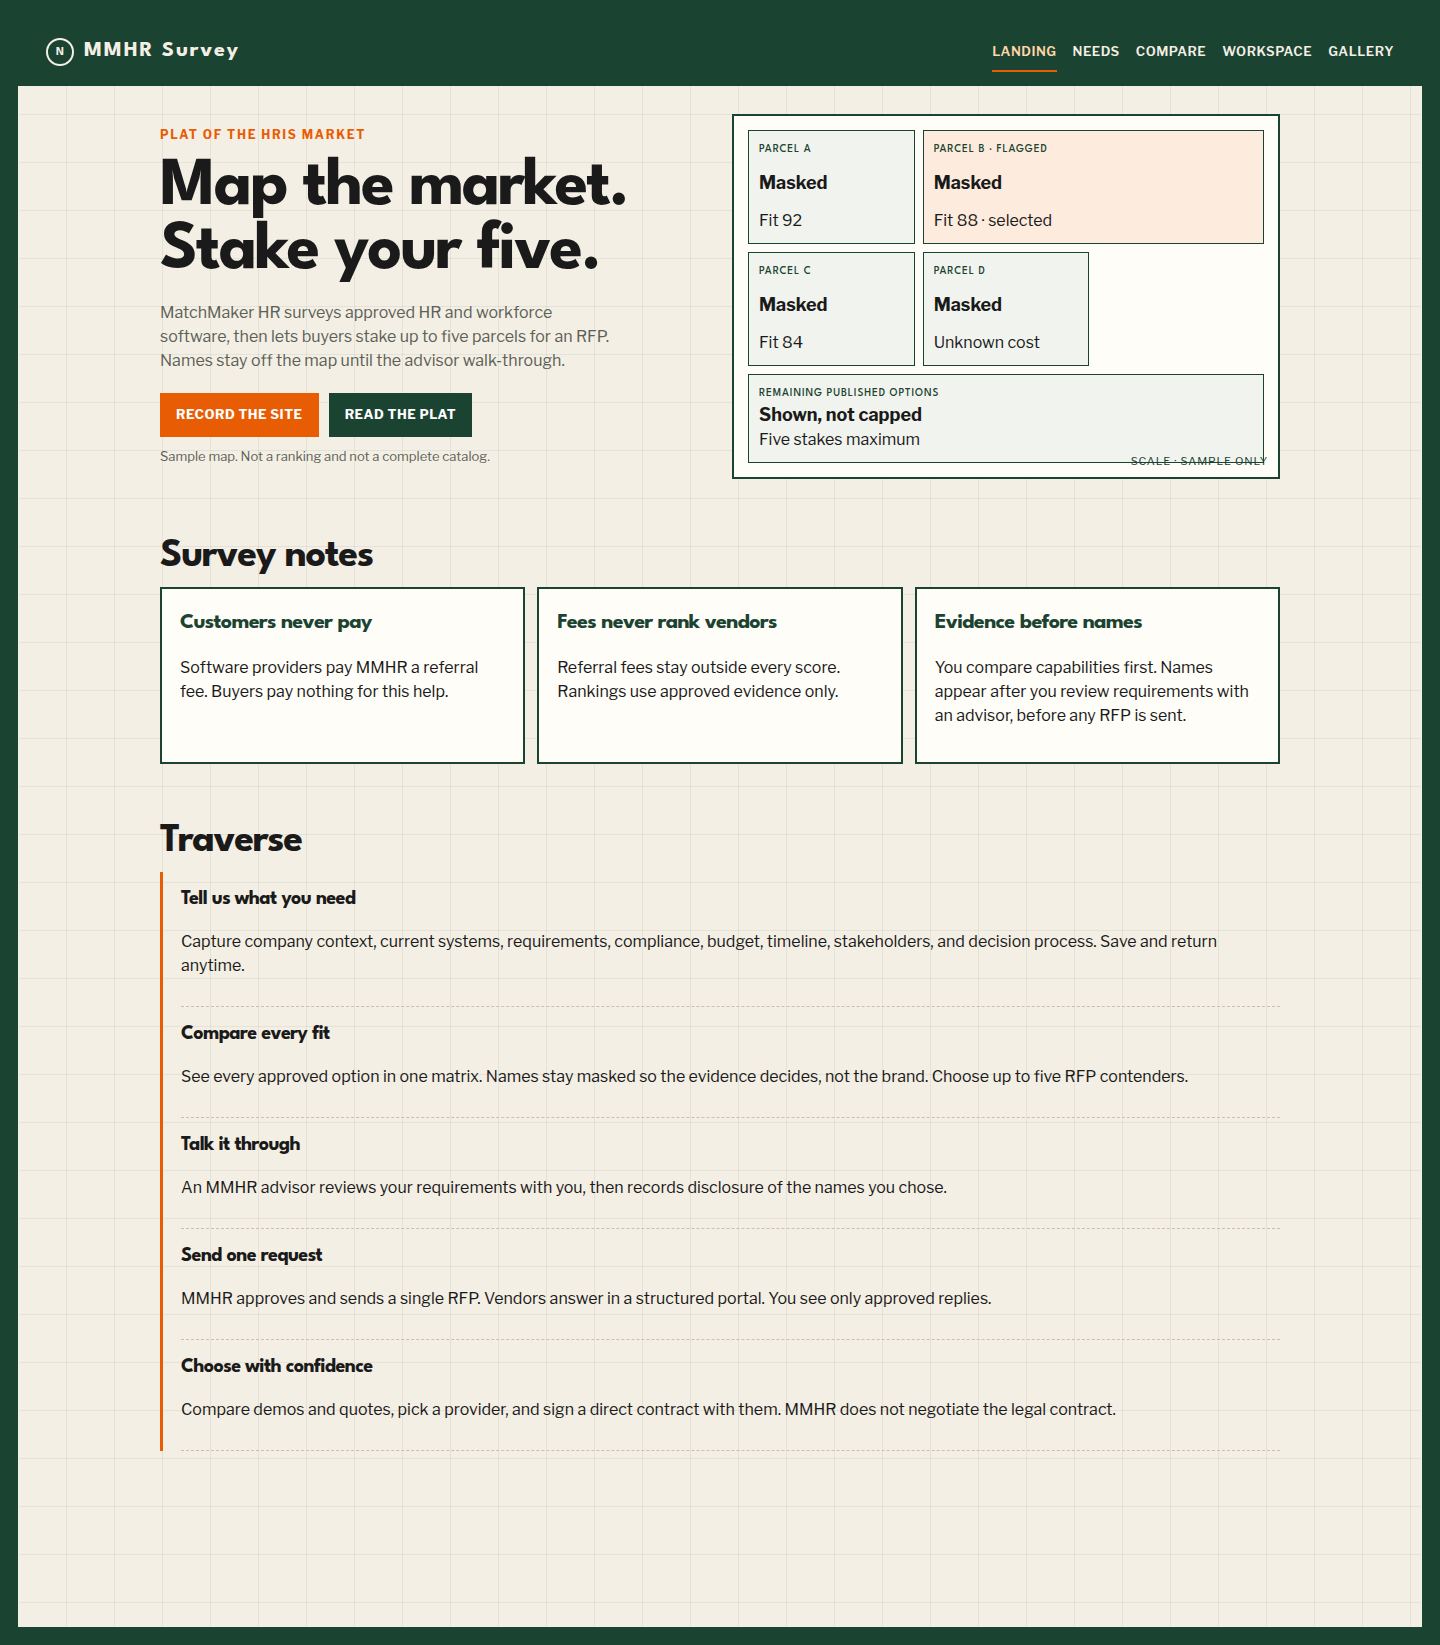 N MMHR Survey
LANDING NEEDS COMPARE WORKSPACE GALLERY
PLAT OF THE HRIS MARKET
Map the market.
Stake your five.
MatchMaker HR surveys approved HR and workforce
software, then lets buyers stake up to five parcels for an RFP.
Names stay off the map until the advisor walk-through.
RECORD THE SITE READ THE PLAT
Sample map. Not a ranking and not a complete catalog.
PARCEL A
Masked
Fit 92
PARCEL B · FLAGGED
Masked
Fit 88 · selected
PARCEL C
Masked
Fit 84
PARCEL D
Masked
Unknown cost
REMAINING PUBLISHED OPTIONS
Shown, not capped
Five stakes maximum
SCALE · SAMPLE ONLY
Survey notes
Customers never pay
Software providers pay MMHR a referral
fee. Buyers pay nothing for this help.
Fees never rank vendors
Referral fees stay outside every score.
Rankings use approved evidence only.
Evidence before names
You compare capabilities first. Names
appear after you review requirements with
an advisor, before any RFP is sent.
Traverse
Tell us what you need
Capture company context, current systems, requirements, compliance, budget, timeline, stakeholders, and decision process. Save and return
anytime.
Compare every fit
See every approved option in one matrix. Names stay masked so the evidence decides, not the brand. Choose up to five RFP contenders.
Talk it through
An MMHR advisor reviews your requirements with you, then records disclosure of the names you chose.
Send one request
MMHR approves and sends a single RFP. Vendors answer in a structured portal. You see only approved replies.
Choose with confidence
Compare demos and quotes, pick a provider, and sign a direct contract with them. MMHR does not negotiate the legal contract.